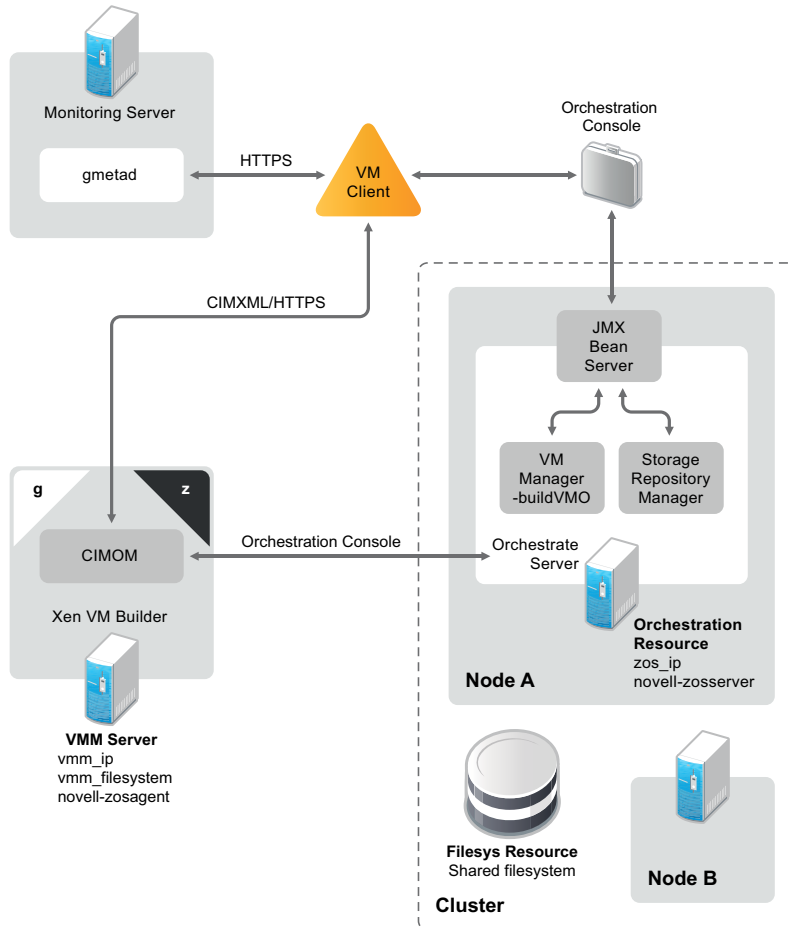 Monitoring Server
gmetad
HTTPS
VM
Client
Orchestration
Console
CIMXML/HTTPS
JMX
Bean
Server
VM
Manager
-buildVMO
Storage
Repository
Manager
g
z
CIMOM
Orchestration Console
Orchestrate
Server
Xen VM Builder
Orchestration
Resource
zos_ip
novell-zosserver
Node A
VMM Server
vmm_ip
vmm_filesystem
novell-zosagent
Filesys Resource
Shared filesystem
Node B
Cluster